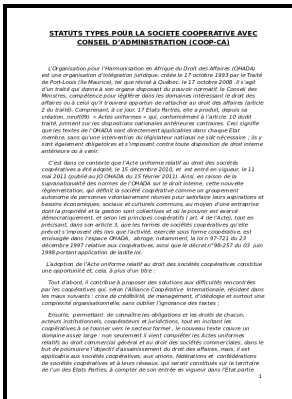 STATUTS TYPES POUR LA SOCIETE COOPERATIVE AVEC
CONSEIL D'ADMINISTRATION (COOP-CA)
L'Organisation pour l'Harmonisation en Afrique du Droit des Affaires (OHADA)
est une organisation d'intégration juridique, créée le 17 octobre 1993 par le Traité
de Port-Louis (Ile Maurice), tel que révisé à Québec, le 17 octobre 2008. Il s'agit
d'un traité qui donne à son organe disposant du pouvoir normatif, le Conseil des
Ministres, compétence pour légiférer dans les domaines intéressant le droit des
affaires ou à celui qu'il trouvera opportun de rattacher au droit des affaires (article
2 du traité). Comprenant, à ce jour, 17 Etats Parties, elle a produit, depuis sa
création, neuf(09) « Actes uniformes » qui, conformément à l'article 10 dudit
traité, priment sur les dispositions nationales antérieures contraires. Ceci signifie
que les textes de l'OHADA sont directement applicables dans chaque Etat
membre, sans qu'une intervention du législateur national ne soit nécessaire ; ils y
sont également obligatoires et s'imposent contre toute disposition de droit interne
antérieure ou à venir.
C'est dans ce contexte que l'Acte uniforme relatif au droit des sociétés
coopératives a été adopté, le 15 décembre 2010, et est entré en vigueur, le 11
mai 2011 (publié au JO OHADA du 15 février 2011). Ainsi, en raison de la
supranationalité des normes de l'OHADA sur le droit interne, cette nouvelle
réglementation, qui définit la société coopérative comme un groupement
autonome de personnes volontairement réunies pour satisfaire leurs aspirations et
besoins économiques, sociaux et culturels communs, au moyen d'une entreprise
dont la propriété et la gestion sont collectives et où le pouvoir est exercé
démocratiquement, et selon les principes coopératifs ( art. 4 de l'Acte), tout en
précisant, dans son article 3, que les formes de sociétés coopératives qu'elle
prévoit s'imposent dès lors que l'activité, exercée sous forme coopérative, est
envisagée dans l'espace OHADA, abroge, notamment, la loi n 97-721 du 23
décembre 1997 relative aux coopératives, ainsi que le décret n°98-257 du 03 juin
1998 portant application de ladite loi.
L'adoption de l'Acte uniforme relatif au droit des sociétés coopératives constitue
une opportunité et, cela, à plus d'un titre :
Tout d'abord, il contribue à proposer des solutions aux difficultés rencontrées
par les coopératives qui, selon l'Alliance Coopérative Internationale, résident dans
les maux suivants : crise de crédibilité, de management, d'idéologie et surtout une
complexité organisationnelle, sans oublier l'ignorance des textes ;
Ensuite, permettant de connaître les obligations et les droits de chacun,
acteurs institutionnels, coopérateurs et juridictions, tout en incitant les
coopératives à se tourner vers le secteur formel , le nouveau texte couvre un
domaine assez large : non seulement il vient compléter les Actes uniformes
relatifs au droit commercial général et au droit des sociétés commerciales, dans le
but de poursuivre l'objectif d'assainissement du droit des affaires, mais, il est
applicable aux sociétés coopératives, aux unions, fédérations et confédérations
de sociétés coopératives et à leurs réseaux, qui seront constitués sur le territoire
de l'un des Etats Parties, à compter de son entrée en vigueur dans l'Etat partie
1